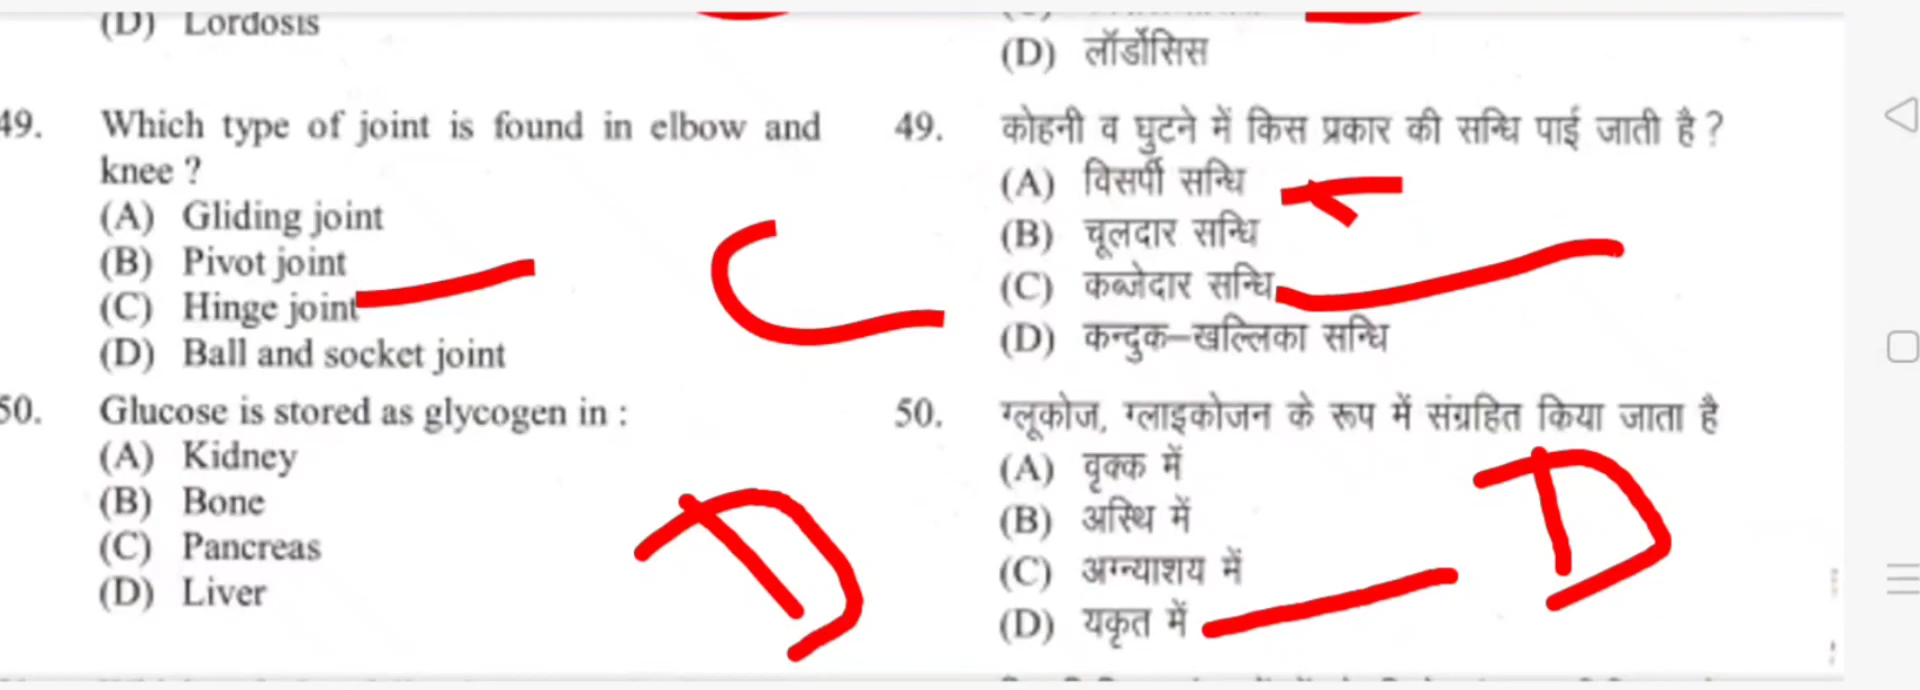 (D) Lordosis
49. Which type of joint is found in elbow and
knee ?
(A) Gliding joint
(B) Pivot joint
(C) Hinge joint
(D) Ball and socket joint
50. Glucose is stored as glycogen in :
(A) Kidney
(B) Bone
(C) Pancreas
(D) Liver
C
D
(D) लॉर्डोसिस
49. कोहनी व घुटने में किस प्रकार की सन्धि पाई जाती है ?
(A) विसर्पी सन्धि
(B) चूलदार सन्धि
(C) कब्जेदार सन्धि
(D) कन्दुक–खल्लिका सन्धि
50. ग्लूकोज, ग्लाइकोजन के रूप में संग्रहित किया जाता है
(A) वृक्क में
(B) अस्थि में
(C) अग्न्याशय में
(D) यकृत में
D